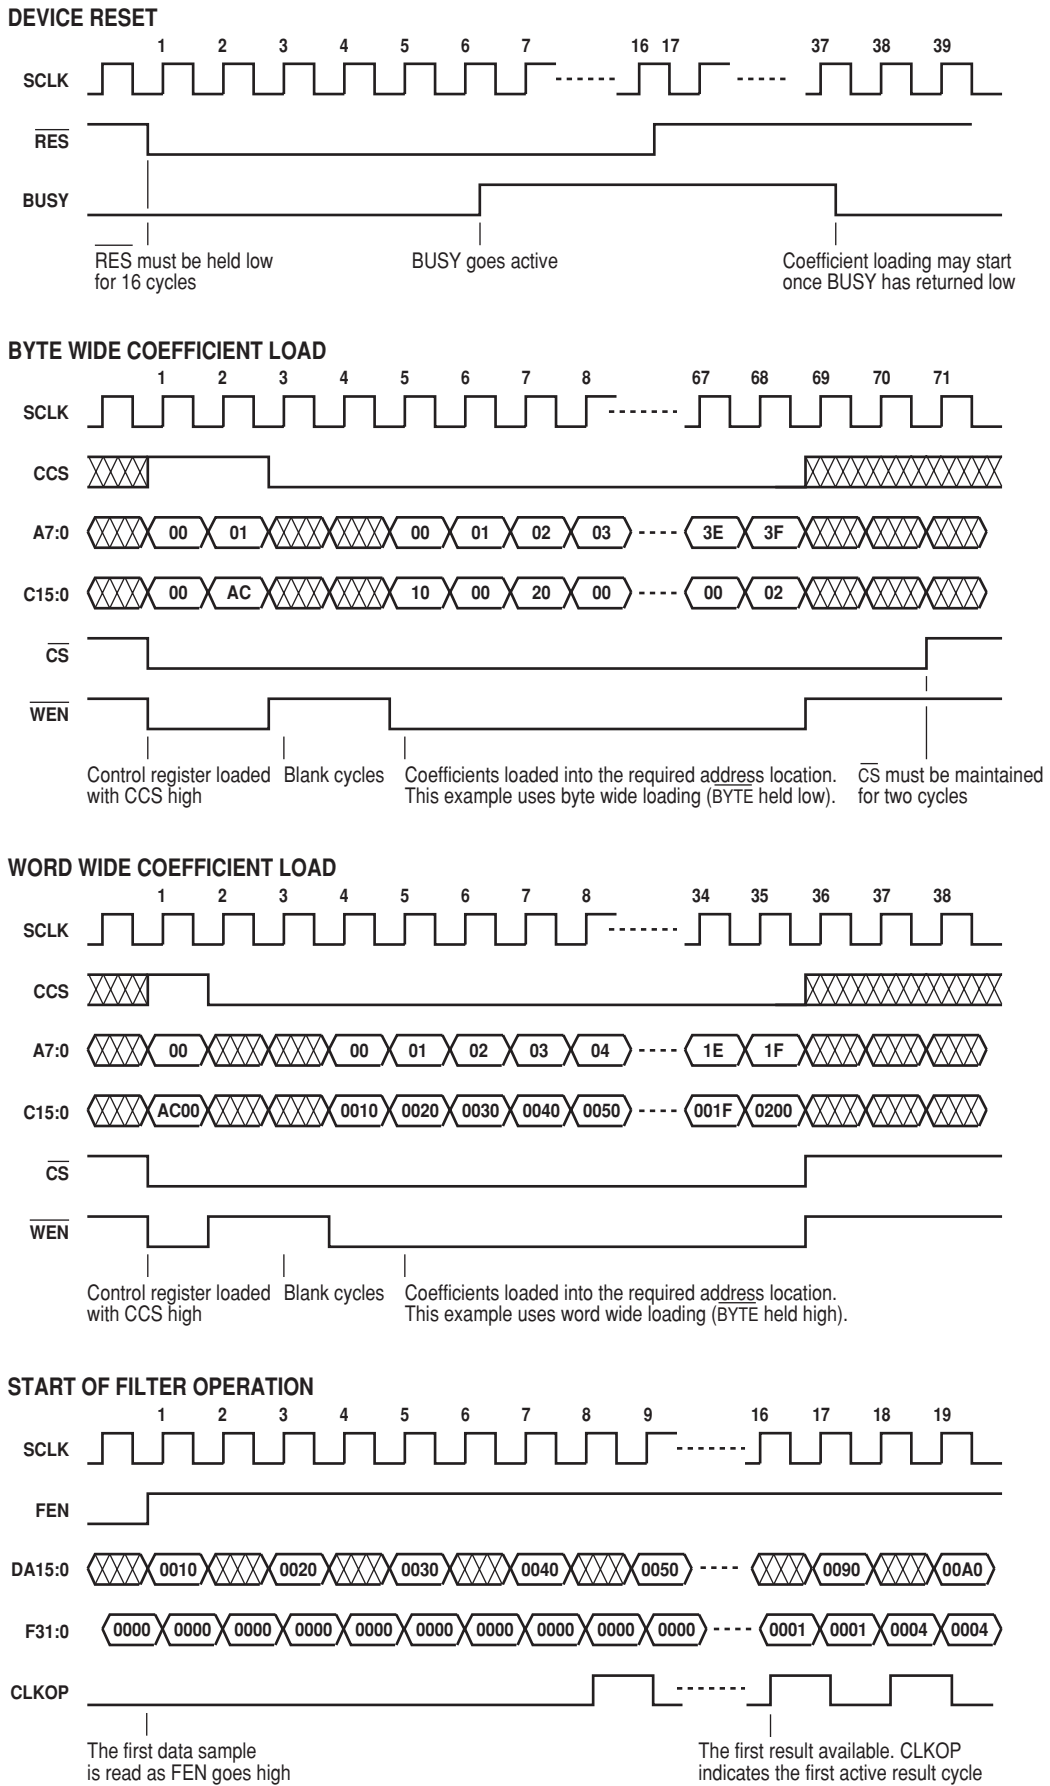 DEVICE RESET
1 2 3 4 5 6 7 16 17 37 38 39
SCLK
RES
BUSY
RES must be held low
for 16 cycles
BUSY goes active
Coefficient loading may start
once BUSY has returned low
BYTE WIDE COEFFICIENT LOAD
1 2 3 4 5 6 7 8 67 68 69 70 71
SCLK
CCS
A7:0 00 01 00 01 02 03 3E 3F
C15:0 00 AC 10 00 20 00 00 02
CS
WEN
Control register loaded
with CCS high
Blank cycles
Coefficients loaded into the required address location.
This example uses byte wide loading (BYTE held low).
CS must be maintained
for two cycles
WORD WIDE COEFFICIENT LOAD
1 2 3 4 5 6 7 8 34 35 36 37 38
SCLK
CCS
A7:0 00 00 01 02 03 04 1E 1F
C15:0 AC00 0010 0020 0030 0040 0050 001F 0200
CS
WEN
Control register loaded
with CCS high
Blank cycles
Coefficients loaded into the required address location.
This example uses word wide loading (BYTE held high).
START OF FILTER OPERATION
1 2 3 4 5 6 7 8 9 16 17 18 19
SCLK
FEN
DA15:0 0010 0020 0030 0040 0050 0090 00A0
F31:0 0000 0000 0000 0000 0000 0000 0000 0000 0000 0000 0001 0001 0004 0004
CLKOP
The first data sample
is read as FEN goes high
The first result available. CLKOP
indicates the first active result cycle